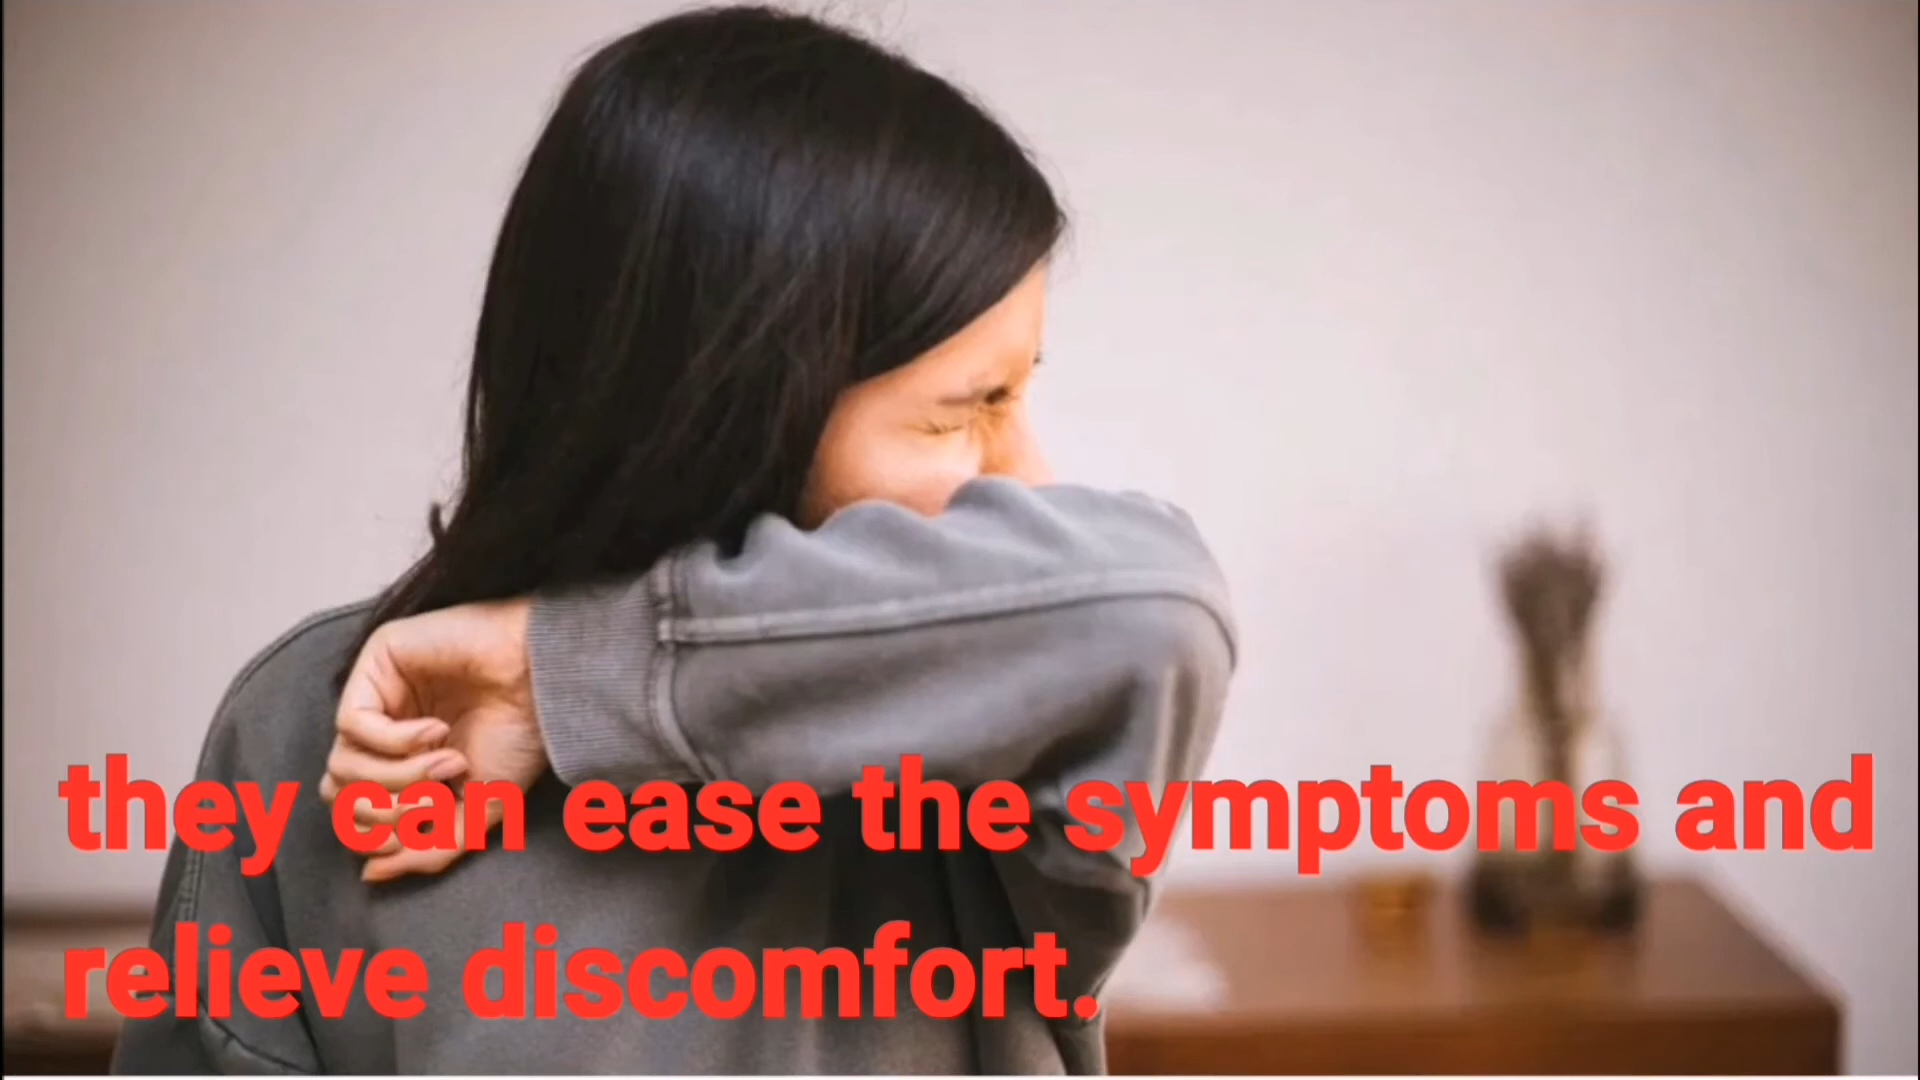 they can ease the symptoms and
relieve discomfort.